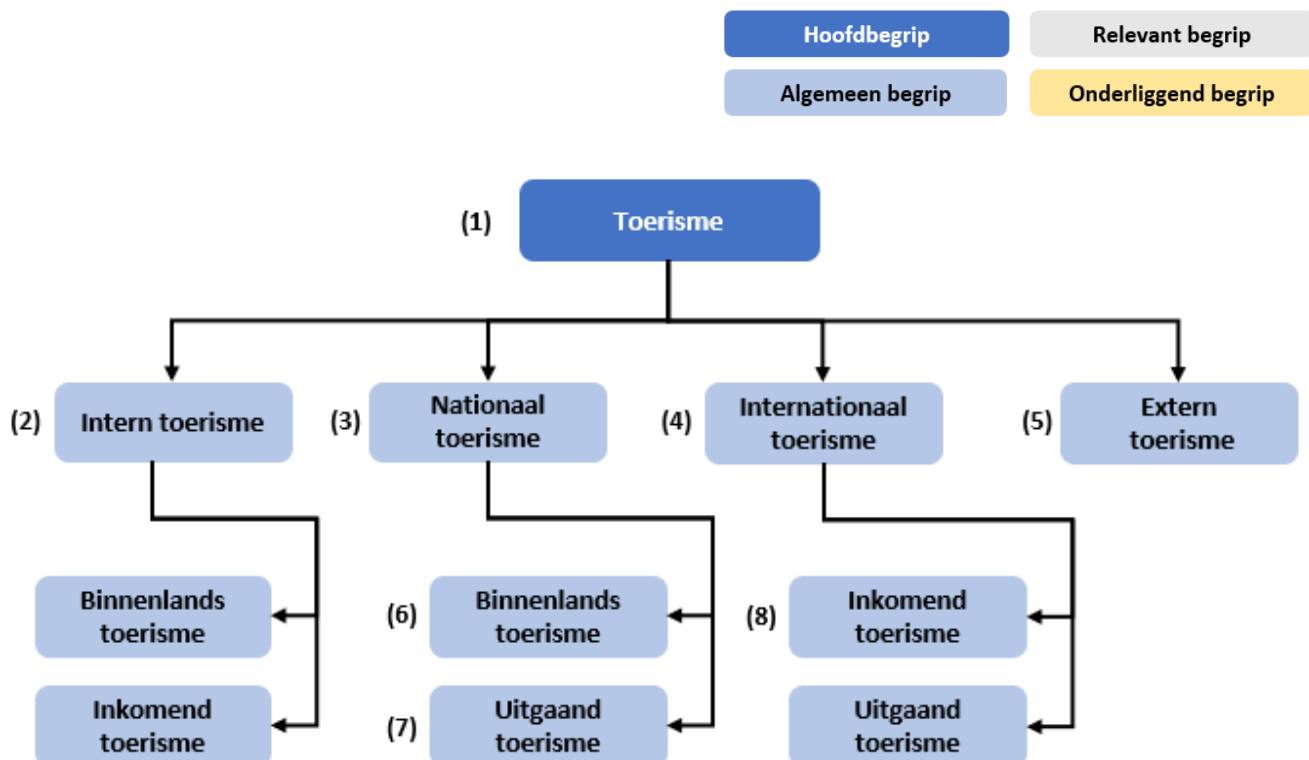 Hoofdbegrip
Relevant begrip
Algemeen begrip
Onderliggend begrip
(1)
Toerisme
(2)
Intern toerisme
(3)
Nationaal
toerisme
(4)
Internationaal
toerisme
(5)
Extern
toerisme
Binnenlands
toerisme
(6)
Binnenlands
toerisme
(8)
Inkomend
toerisme
Inkomend
toerisme
(7)
Uitgaand
toerisme
Uitgaand
toerisme